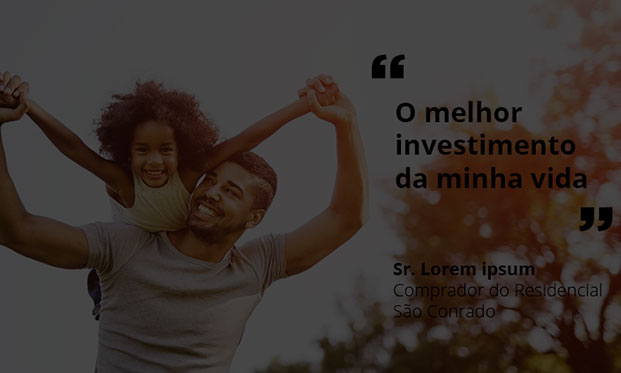 “
O melhor
investimento
da minha vida
”
Sr. Lorem ipsum
Comprador do Residencial
São Conrado